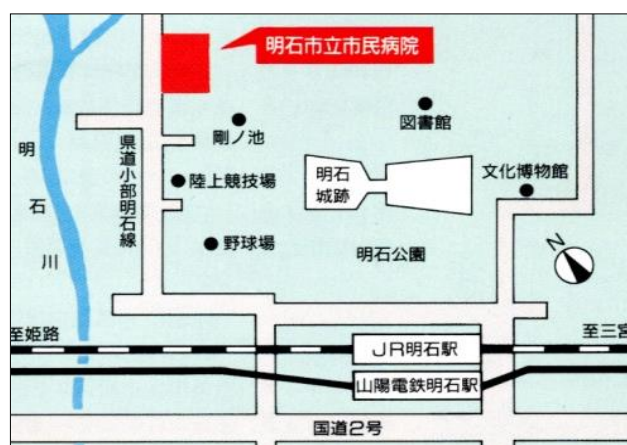 明石市立市民病院
剛ノ池
図書館
明石川
県道小部明石線
陸上競技場
明石
城跡
文化博物館
野球場
明石公園
N
至姫路
JR明石駅
至三宮
山陽電鉄明石駅
国道2号